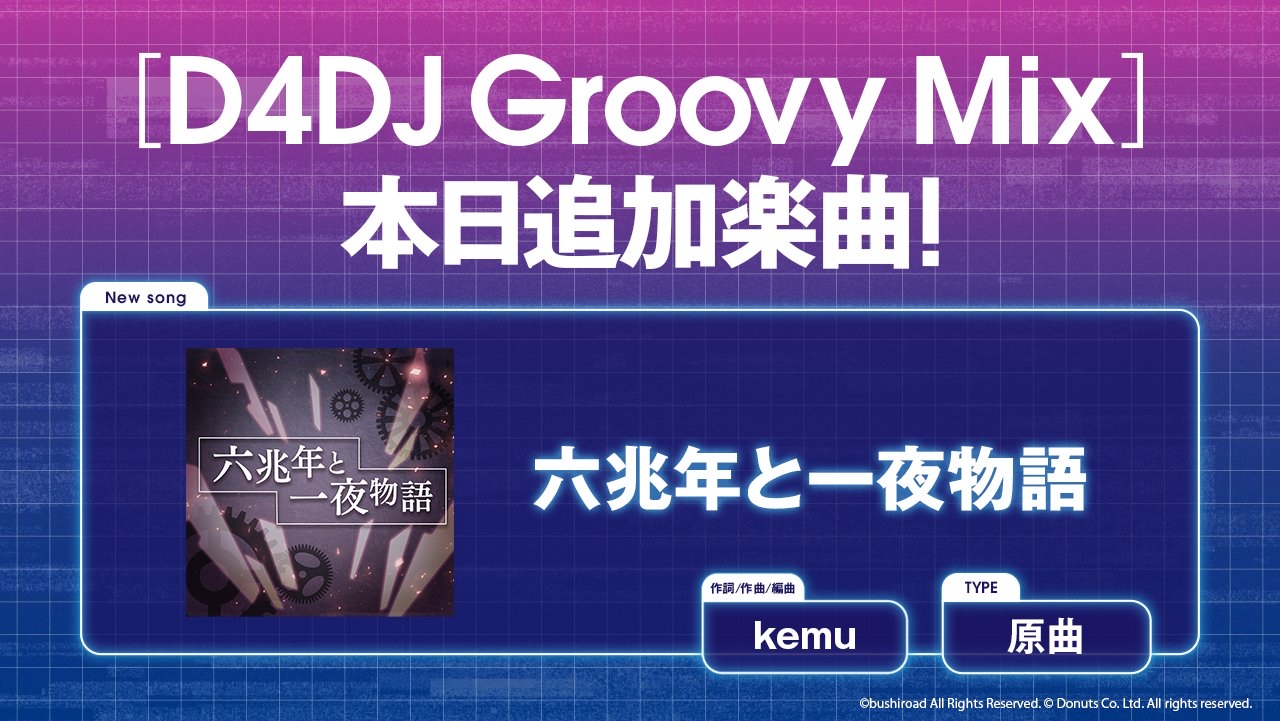 [D4DJ Groovy Mix]
本日追加楽曲!
New song
六兆年と
一夜物語
六兆年と一夜物語
作詞/作曲/編曲
kemu
TYPE
原曲
©bushiroad All Rights Reserved. © Donuts Co. Ltd. All rights reserved.